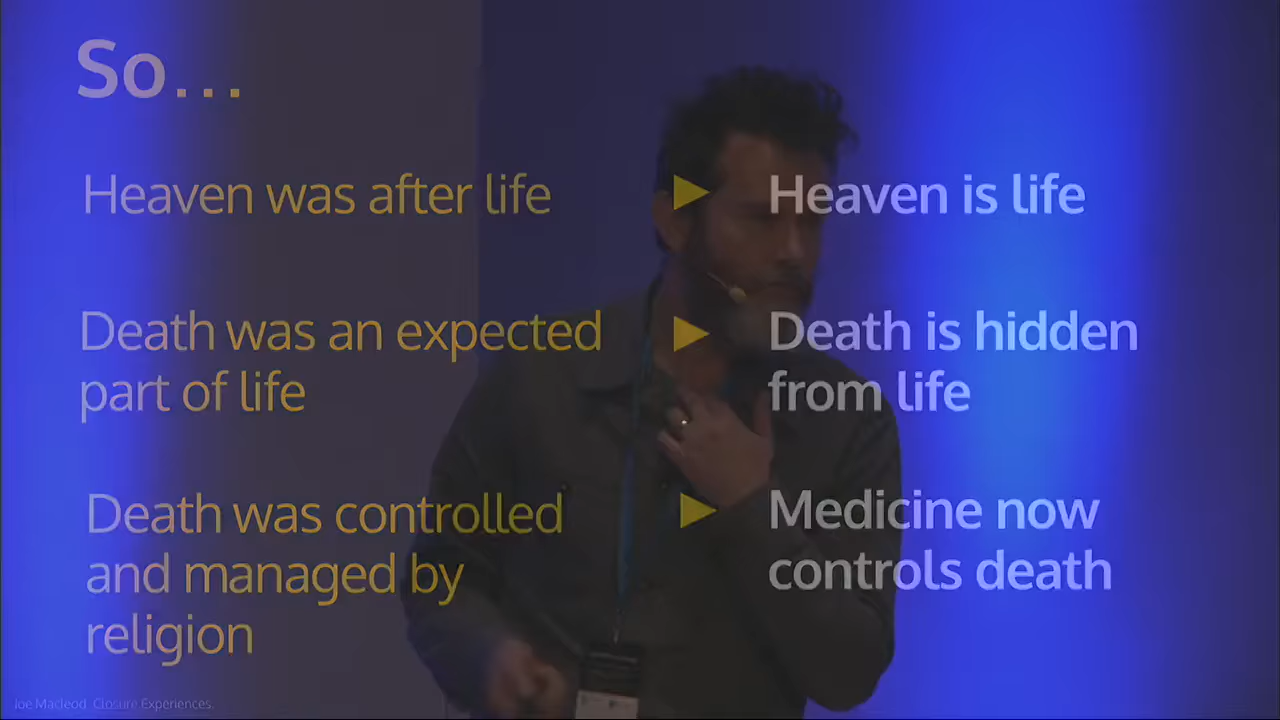 So...
Heaven was after life
Heaven is life
Death was an expected
part of life
Death is hidden
from life
Death was controlled
and managed by
religion
Medicine now
controls death
Joe Macleod. Closure Experiences.